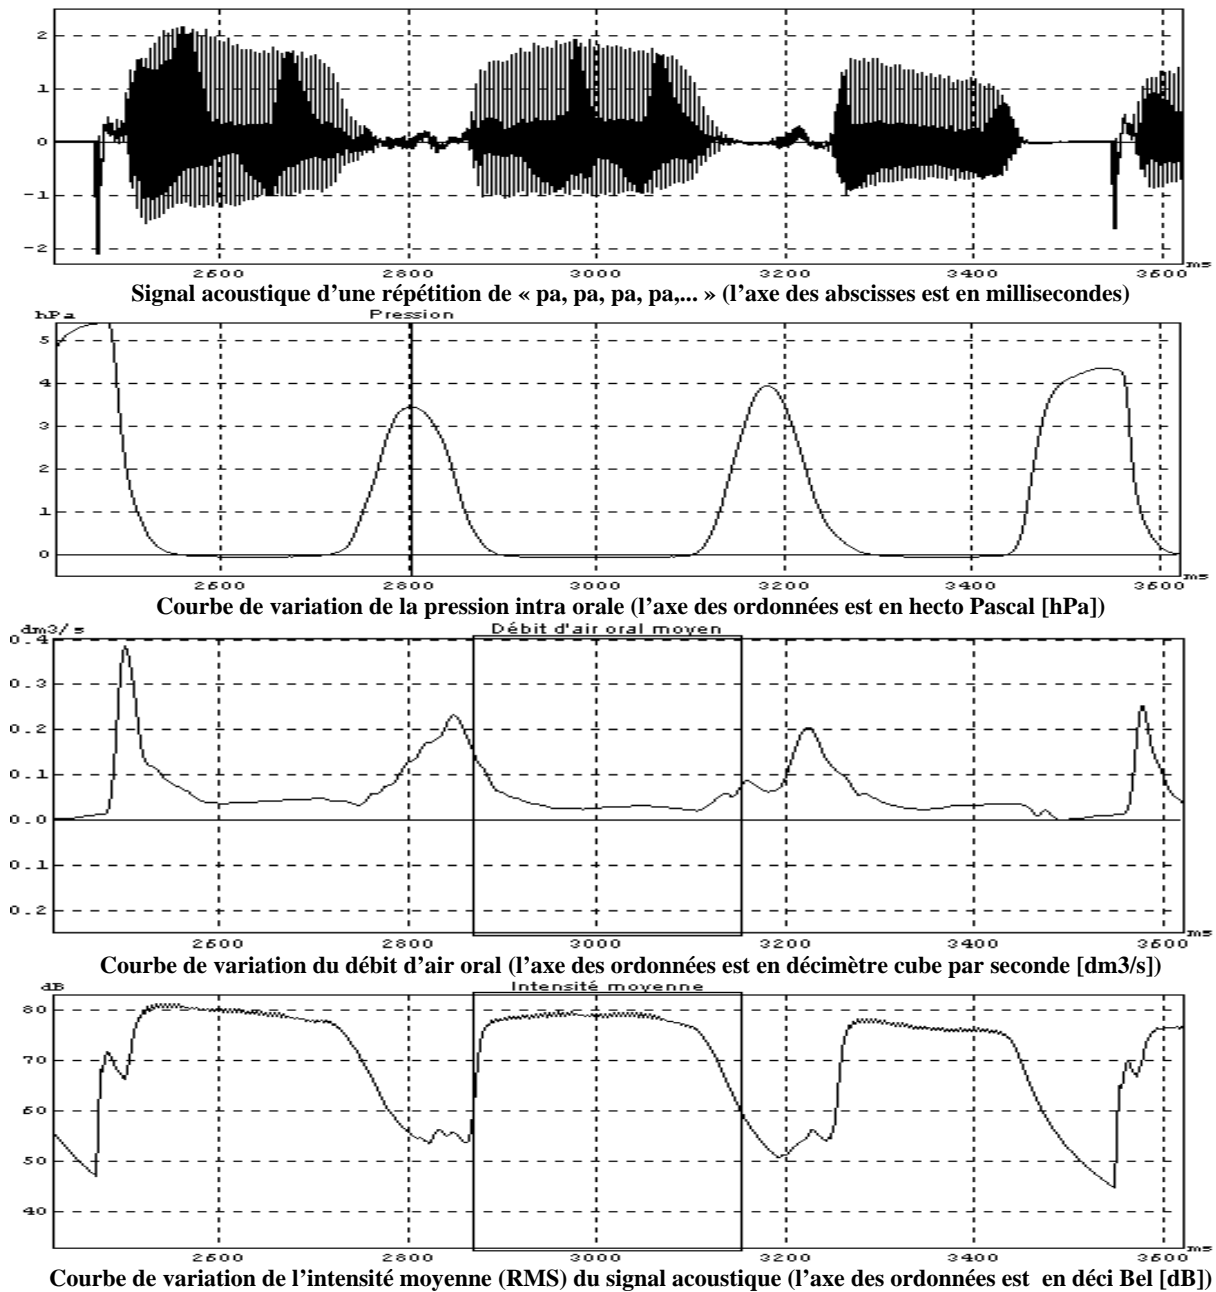 2
1
0
-1
-2
2600 2800 3000 3200 3400 3600 ms
Signal acoustique d’une répétition de « pa, pa, pa, pa,... » (l’axe des abscisses est en millisecondes)
hPa Pression
5
4
3
2
1
0
2600 2800 3000 3200 3400 3600 ms
Courbe de variation de la pression intra orale (l’axe des ordonnées est en hecto Pascal [hPa])
dm3/s Débit d'air oral moyen
0.4
0.3
0.2
0.1
0.0
0.1
0.2
2600 2800 3000 3200 3400 3600 ms
Courbe de variation du débit d’air oral (l’axe des ordonnées est en décimètre cube par seconde [dm3/s])
dB Intensité moyenne
80
70
60
50
40
2600 2800 3000 3200 3400 3600 ms
Courbe de variation de l’intensité moyenne (RMS) du signal acoustique (l’axe des ordonnées est en déci Bel [dB])